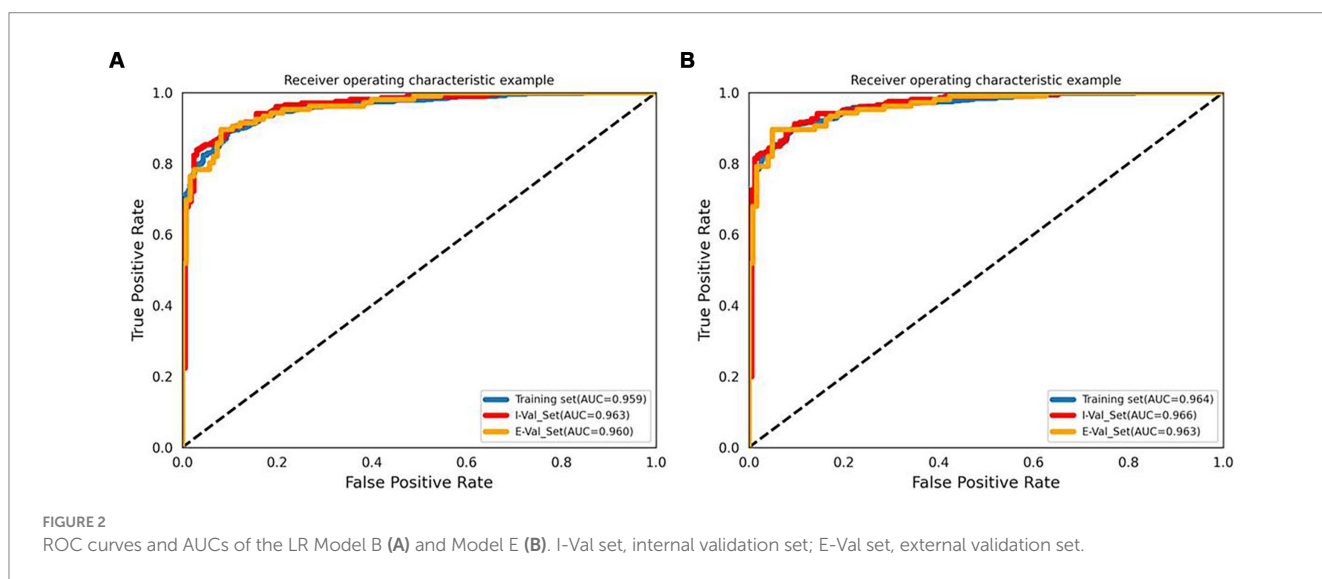 A
Receiver operating characteristic example
1.0
0.8
0.6
0.4
0.2
0.0
True Positive Rate
0.0 0.2 0.4 0.6 0.8 1.0
False Positive Rate
Training set(AUC=0.959)
I-Val_Set(AUC=0.963)
E-Val_Set(AUC=0.960)
B
Receiver operating characteristic example
1.0
0.8
0.6
0.4
0.2
0.0
True Positive Rate
0.0 0.2 0.4 0.6 0.8 1.0
False Positive Rate
Training set(AUC=0.964)
I-Val_Set(AUC=0.966)
E-Val_Set(AUC=0.963)
FIGURE 2
ROC curves and AUCs of the LR Model B (A) and Model E (B). I-Val set, internal validation set; E-Val set, external validation set.